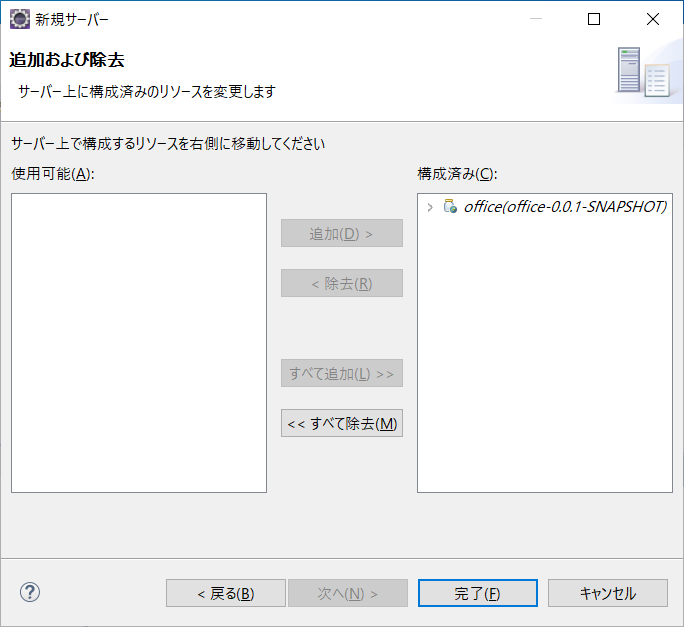 新規サーバー
追加および除去
サーバー上に構成済みのリソースを変更します
サーバー上で構成するリソースを右側に移動してください
使用可能(A):
構成済み(C):
office(office-0.0.1-SNAPSHOT)
追加(D) >
< 除去(R)
すべて追加(L) >>
<< すべて除去(M)
< 戻る(B)
次へ(N) >
完了(F)
キャンセル